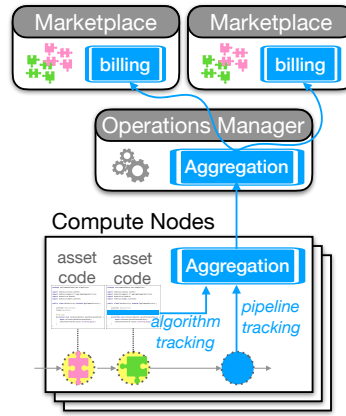 Marketplace
Marketplace
billing
billing
Operations Manager
Aggregation
Compute Nodes
asset
code
asset
code
Aggregation
algorithm
tracking
pipeline
tracking